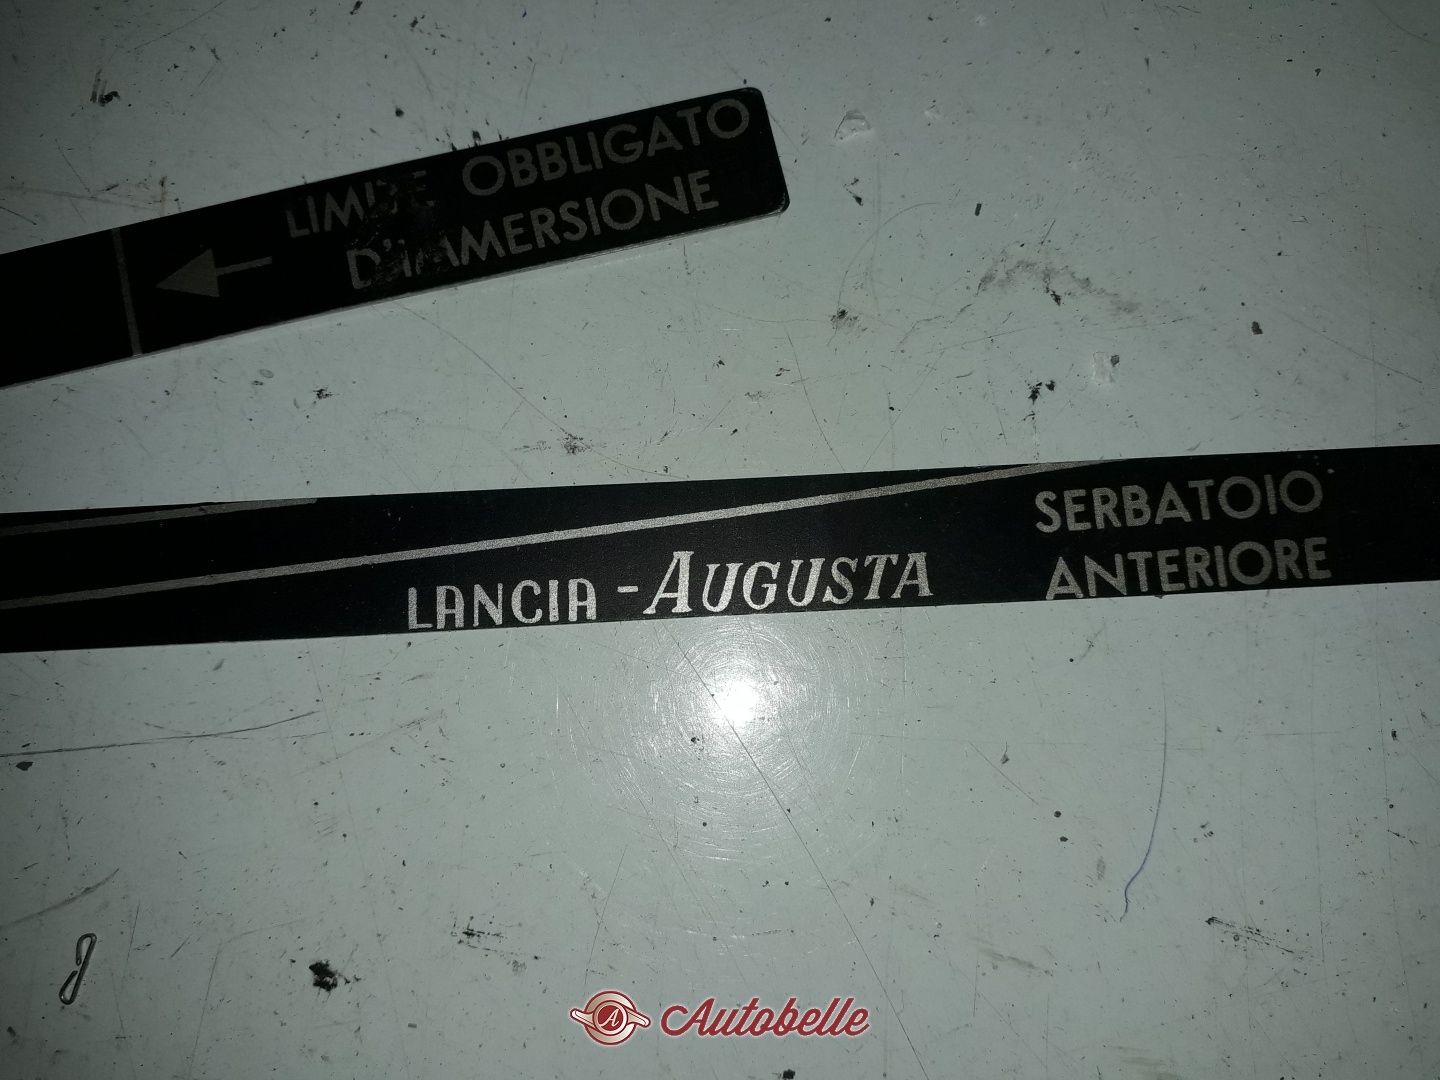 LIMITE OBBLIGATO
D'IMMERSIONE
LANCIA - AUGUSTA
SERBATOIO
ANTERIORE
A Autobelle